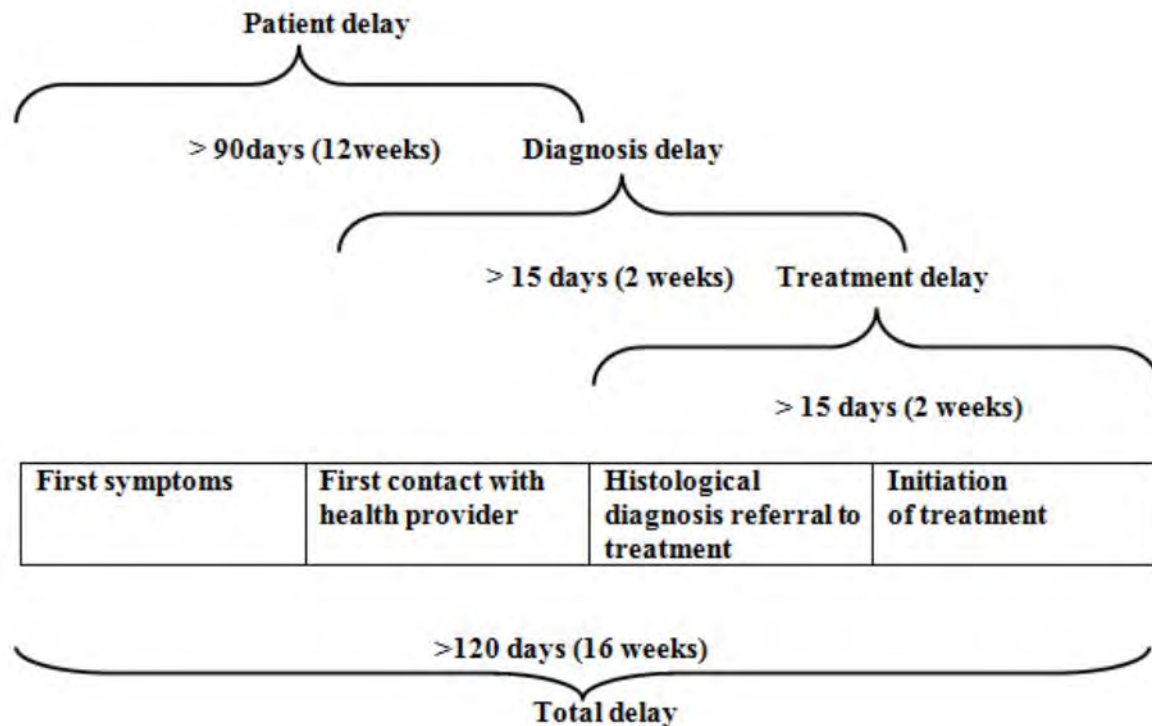 Patient delay
> 90days (12weeks)
Diagnosis delay
> 15 days (2 weeks)
Treatment delay
> 15 days (2 weeks)
First symptoms
First contact with
health provider
Histological
diagnosis referral to
treatment
Initiation
of treatment
>120 days (16 weeks)
Total delay